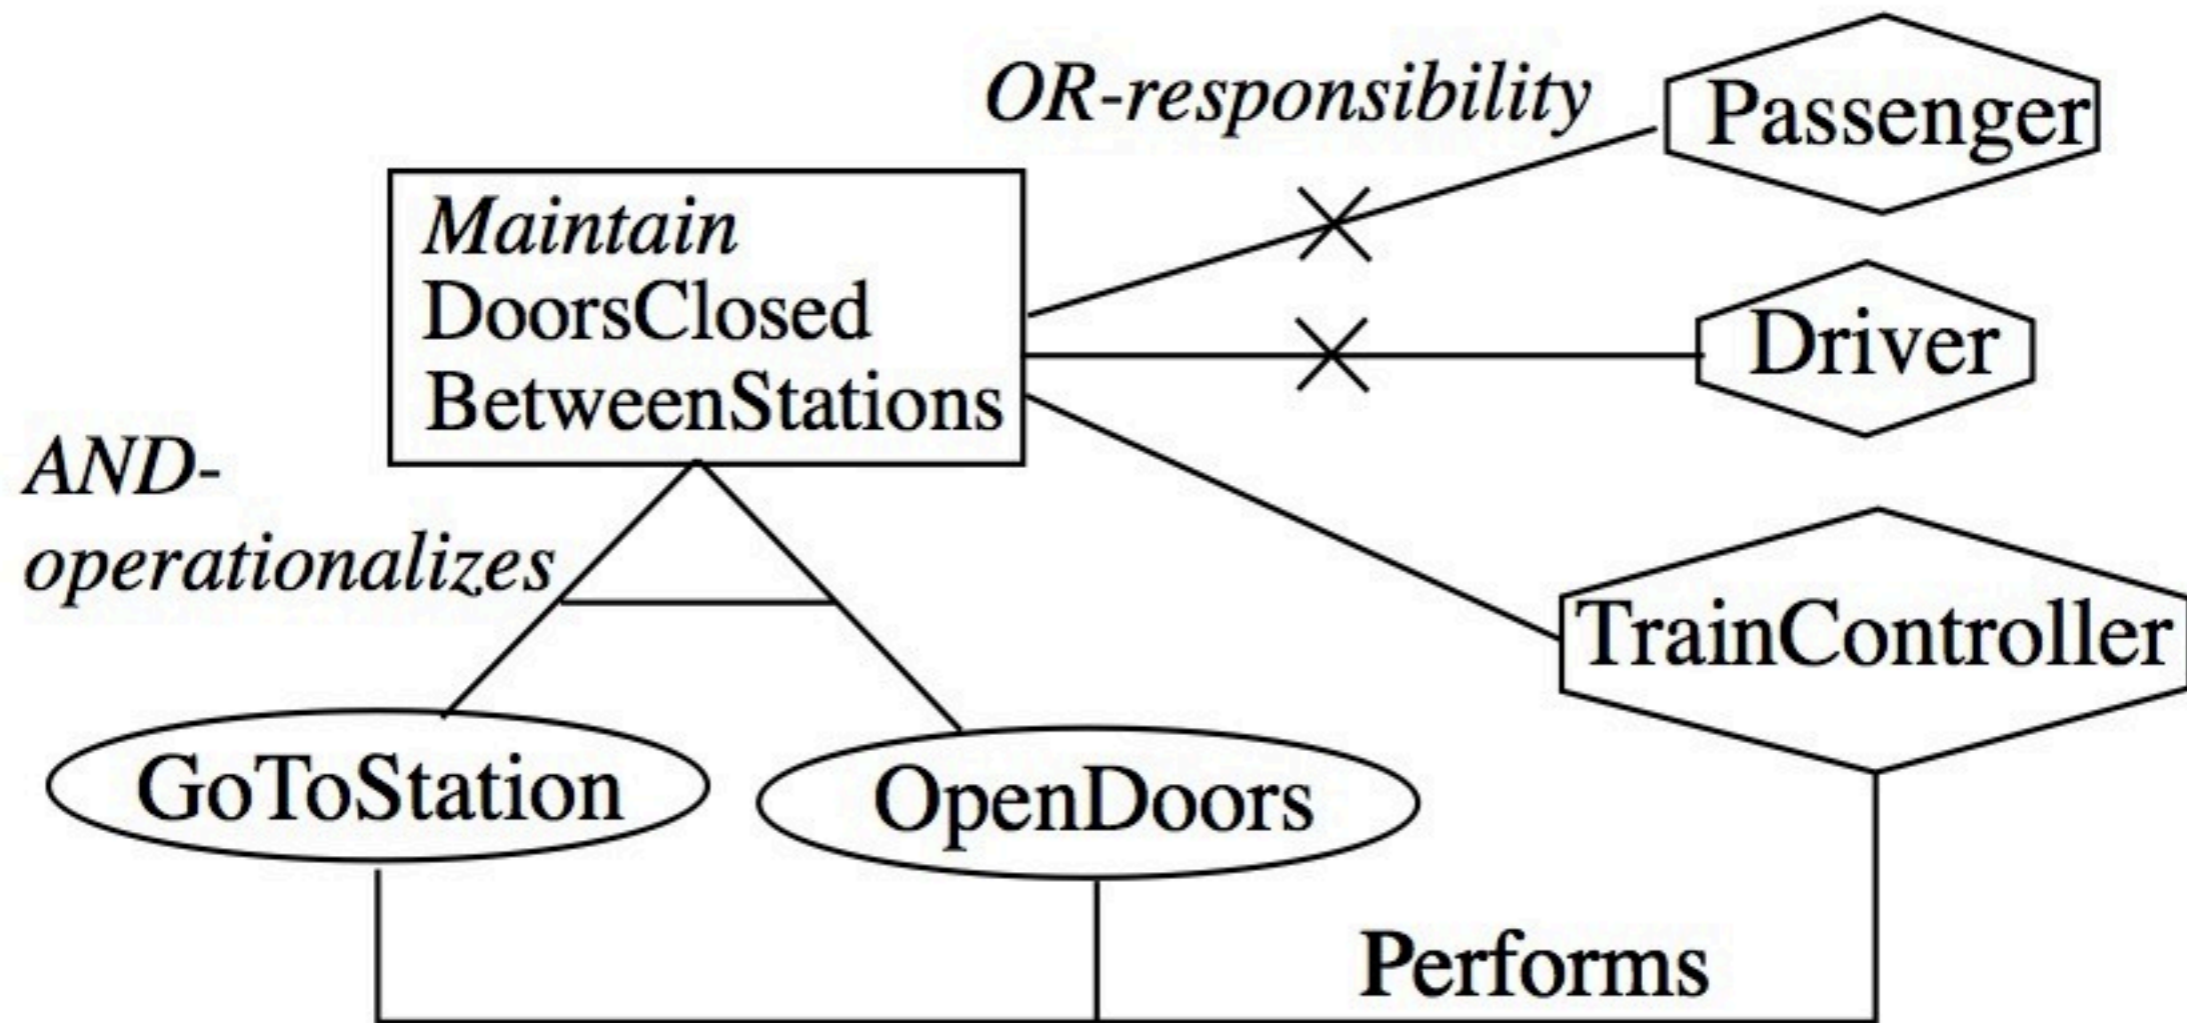 OR-responsibility
Passenger
Maintain
DoorsClosed
BetweenStations
Driver
AND-
operationalizes
TrainController
GoToStation
OpenDoors
Performs